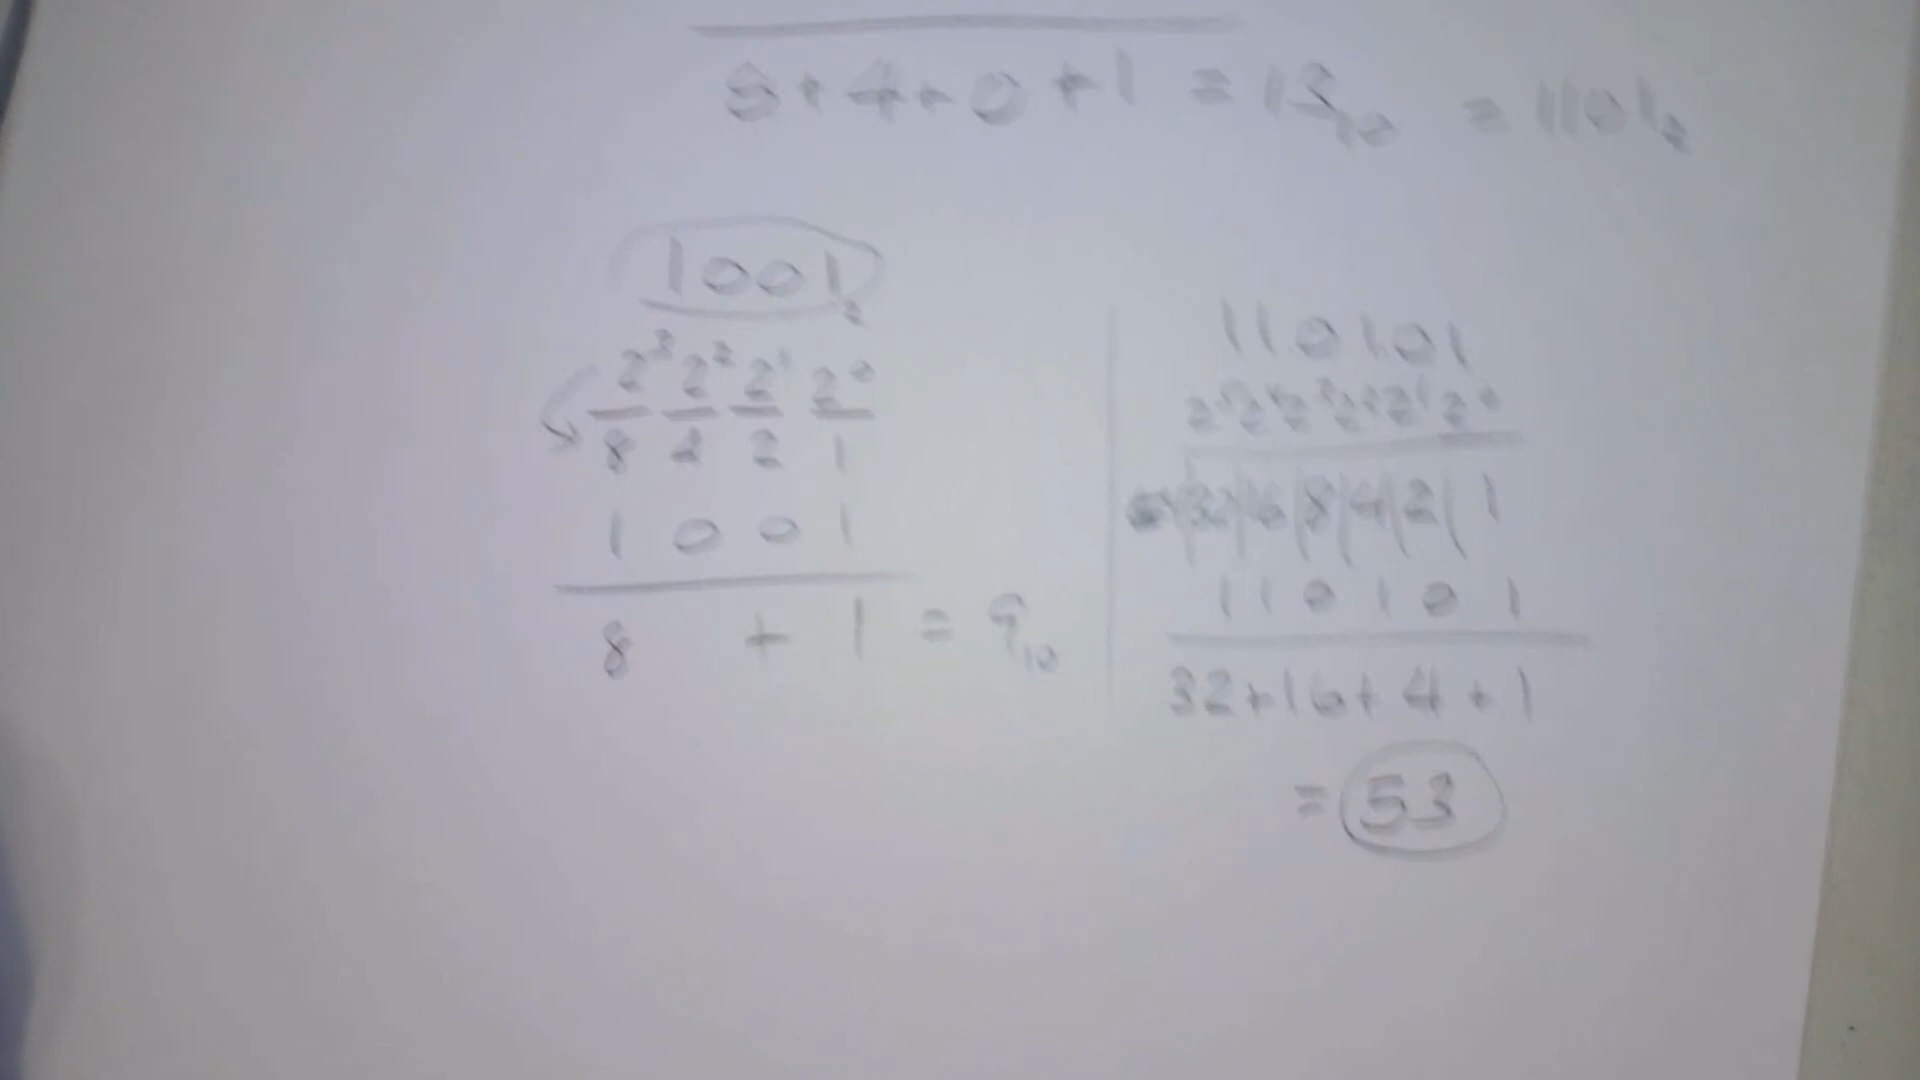 8+4+0+1 = 13₁₀ = 1101₂
1001₂
2³ 2² 2¹ 2⁰
8 4 2 1
1 0 0 1
8 + 1 = 9₁₀
110101
2⁵ 2⁴ 2³ 2² 2¹ 2⁰
32 16 8 4 2 1
1 1 0 1 0 1
32+16+4+1
= 53